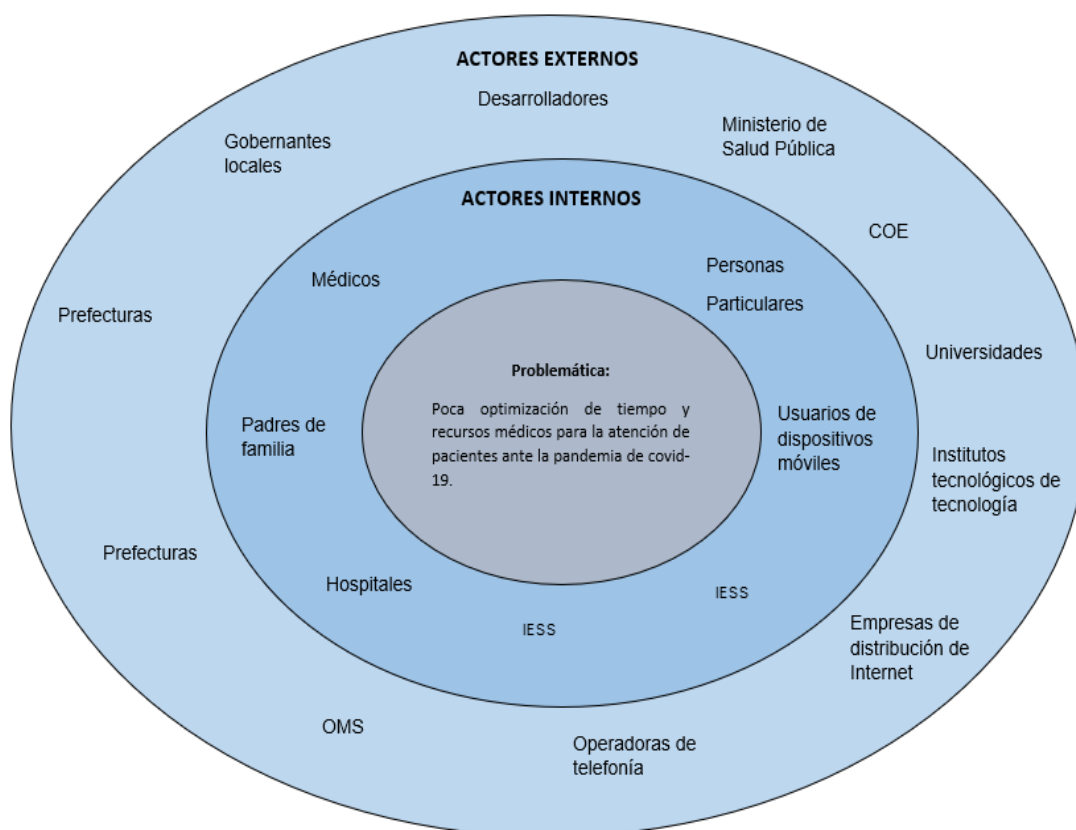 ACTORES EXTERNOS
Desarrolladores
Gobernantes
locales
Ministerio de
Salud Pública
COE
Prefecturas
Universidades
Institutos
tecnológicos de
tecnología
Prefecturas
Empresas de
distribución de
Internet
OMS
Operadoras de
telefonía
ACTORES INTERNOS
Médicos
Personas
Particulares
Padres de
familia
Usuarios de
dispositivos
móviles
Hospitales
IESS
IESS
Problemática:
Poca optimización de tiempo y
recursos médicos para la atención de
pacientes ante la pandemia de covid-
19.